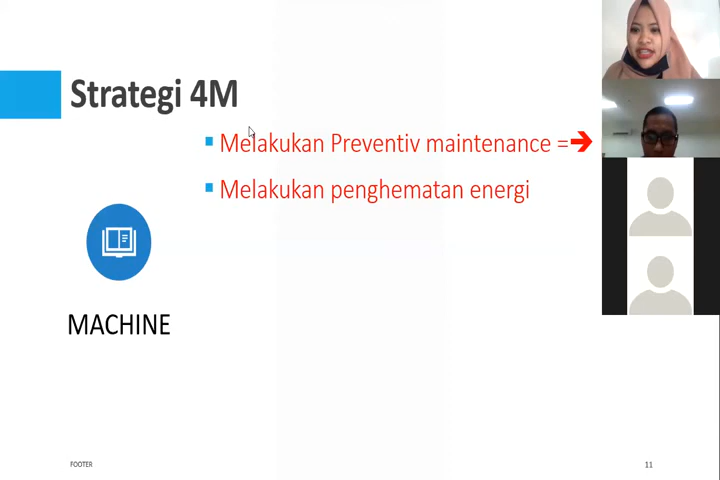 Strategi 4M
Melakukan Preventiv maintenance =➔
Melakukan penghematan energi
MACHINE
FOOTER
11